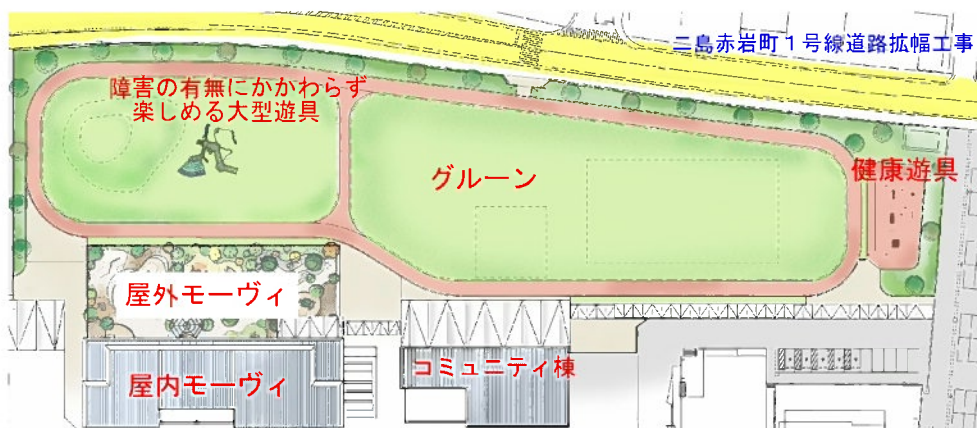 二島赤岩町1号線道路拡幅工事
障害の有無にかかわらず
楽しめる大型遊具
グルーン
健康遊具
屋外モーヴィ
屋内モーヴィ
コミュニティ棟